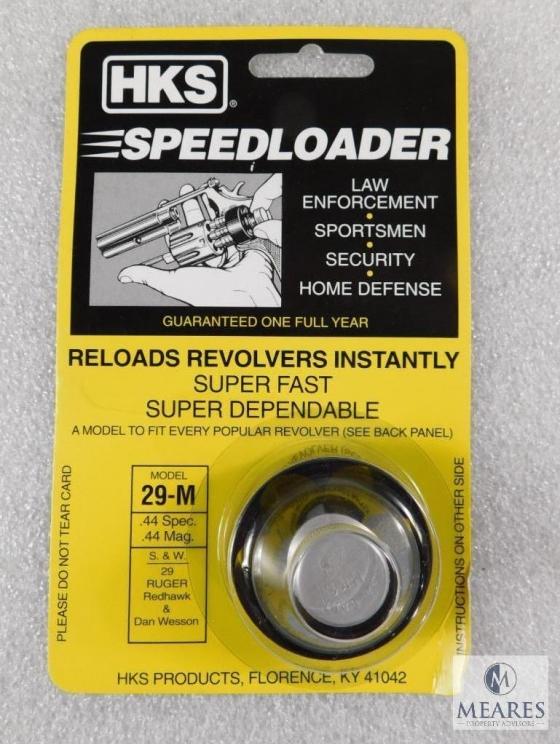 HKS®
SPEEDLOADER
LAW
ENFORCEMENT
•
SPORTSMEN
•
SECURITY
•
HOME DEFENSE
GUARANTEED ONE FULL YEAR
RELOADS REVOLVERS INSTANTLY
SUPER FAST
SUPER DEPENDABLE
A MODEL TO FIT EVERY POPULAR REVOLVER (SEE BACK PANEL)
MODEL
29-M
.44 Spec.
.44 Mag.
S. & W.
29
RUGER
Redhawk
&
Dan Wesson
PLEASE DO NOT TEAR CARD
INSTRUCTIONS ON OTHER SIDE
HKS PRODUCTS, FLORENCE, KY 41042
M
MEARES
PROPERTY ADVISORS